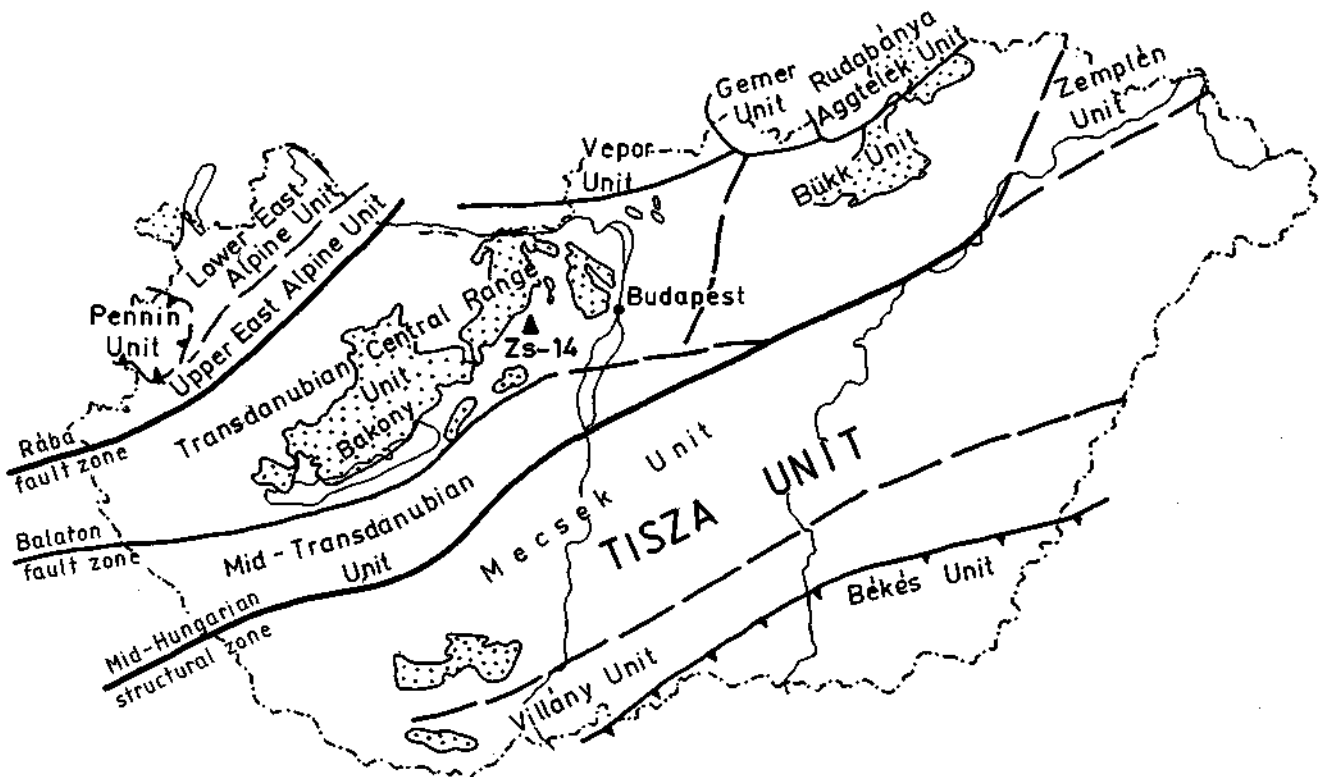 Gemer
Unit
Rudabánya
Aggtelek Unit
Zemplén
Unit
Vepor
Unit
Bükk Unit
Lower East
Alpine Unit
Upper East Alpine Unit
Pennin
Unit
Budapest
Zs-14
Transdanubian Central Range
Unit
Bakony
Rába
fault zone
Balaton
fault zone
Mid-Transdanubian
Unit
Mecsek Unit
TISZA UNIT
Mid-Hungarian
structural zone
Békés Unit
Villány Unit